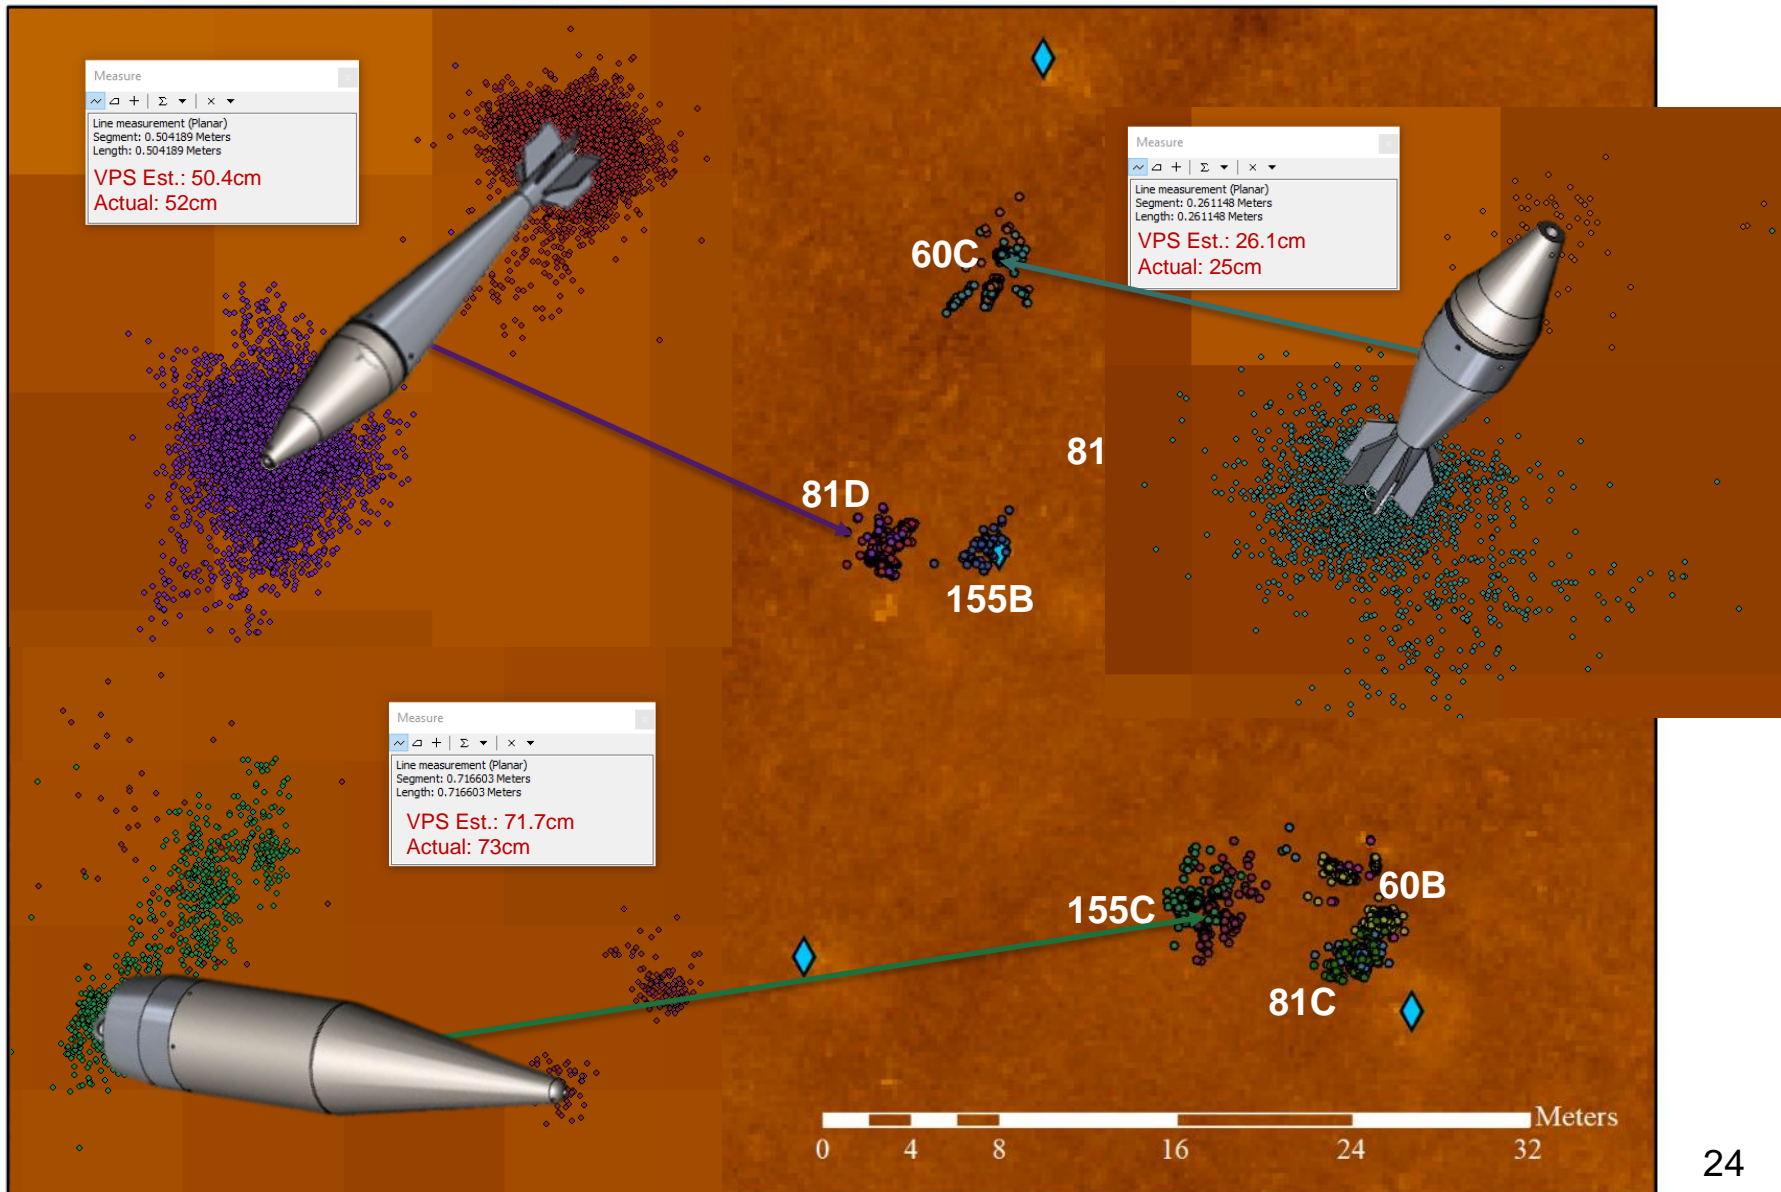 Measure
Line measurement (Planar)
Segment: 0.504189 Meters
Length: 0.504189 Meters
VPS Est.: 50.4cm
Actual: 52cm
Measure
Line measurement (Planar)
Segment: 0.261148 Meters
Length: 0.261148 Meters
VPS Est.: 26.1cm
Actual: 25cm
60C
81
81D
155B
Measure
Line measurement (Planar)
Segment: 0.716603 Meters
Length: 0.716603 Meters
VPS Est.: 71.7cm
Actual: 73cm
155C
60B
81C
Meters
0 4 8 16 24 32
24